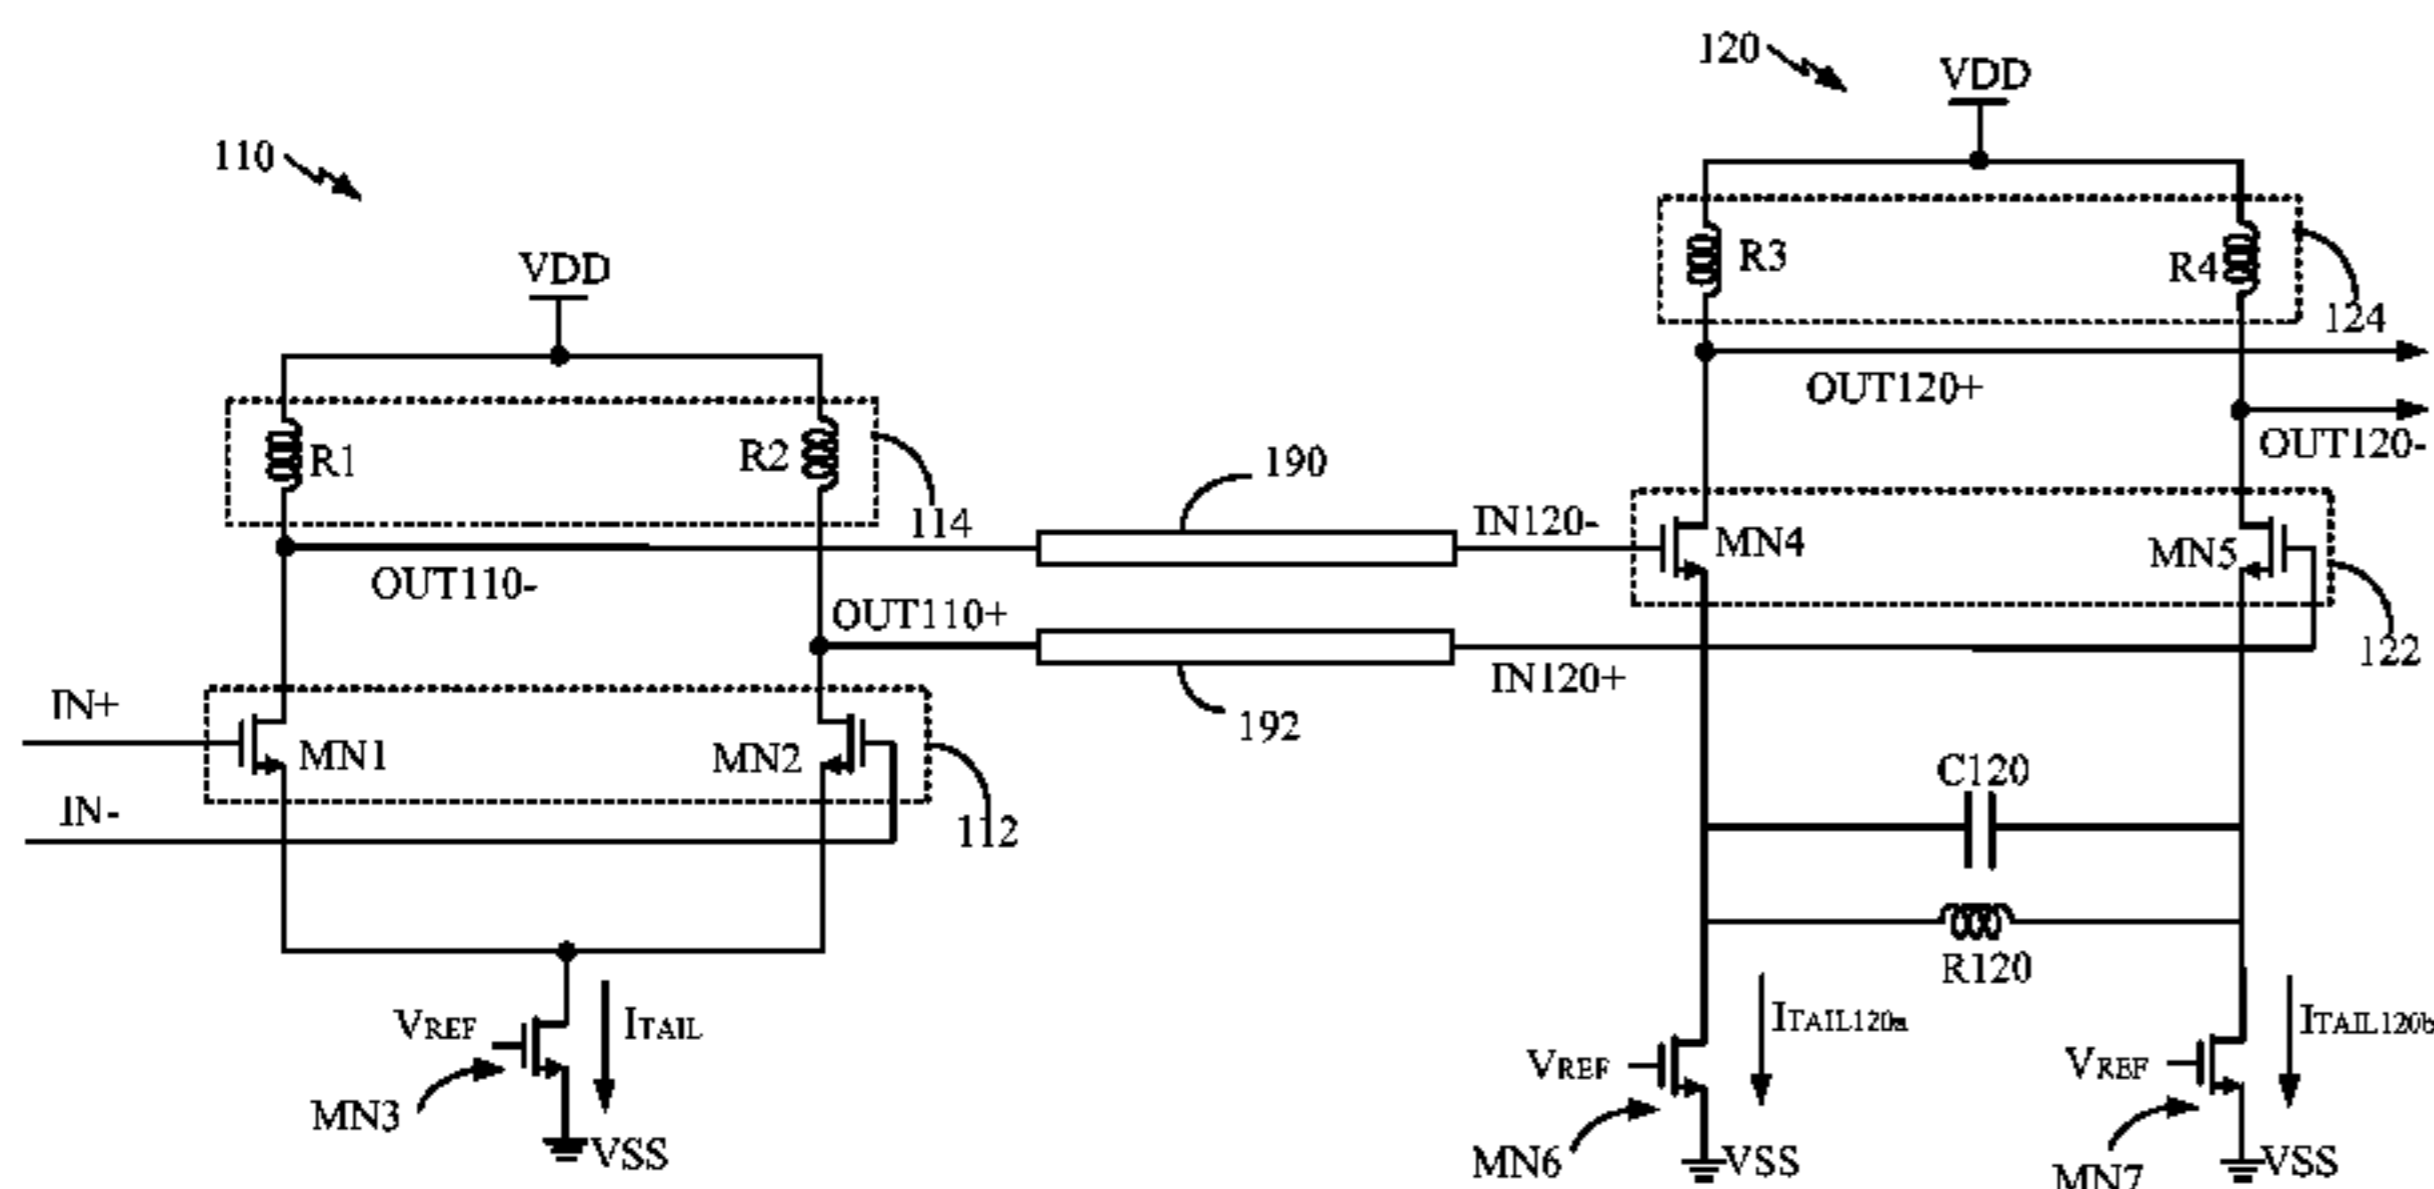 120
VDD
110
R3
R4
VDD
124
OUT120+
OUT120-
R1
R2
114
190
IN120-
MN4
MN5
OUT110-
OUT110+
122
IN120+
192
IN+
MN1
MN2
C120
IN-
112
R120
VREF
ITAIL
ITAIL120a
ITAIL120b
VREF
VREF
MN3
VSS
MN6
VSS
MN7
VSS